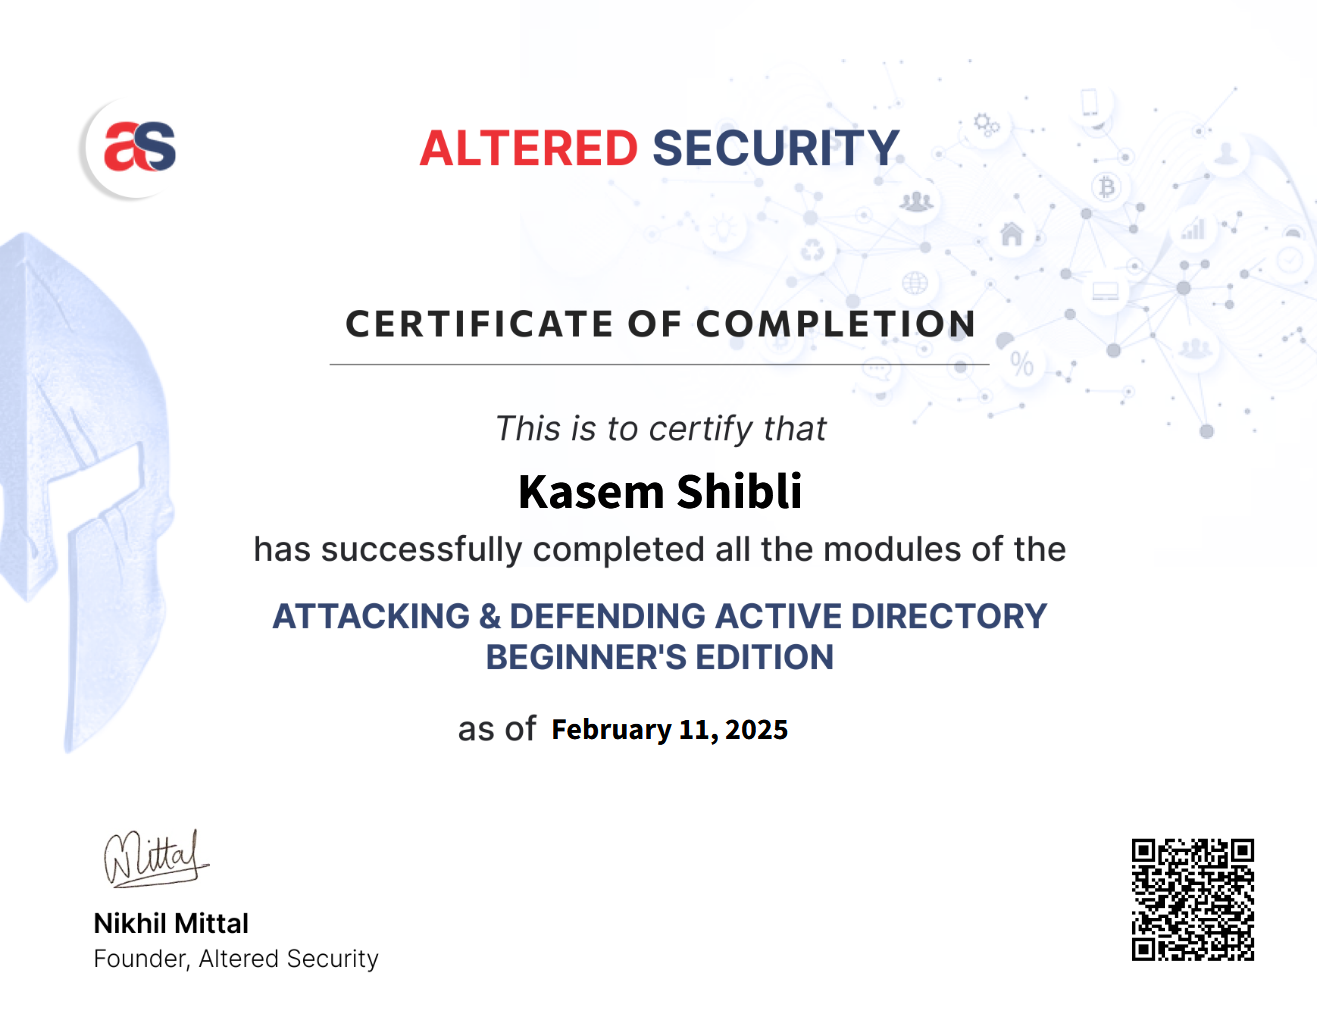 as
ALTERED SECURITY
CERTIFICATE OF COMPLETION
This is to certify that
Kasem Shibli
has successfully completed all the modules of the
ATTACKING & DEFENDING ACTIVE DIRECTORY
BEGINNER'S EDITION
as of February 11, 2025
NMittal
Nikhil Mittal
Founder, Altered Security